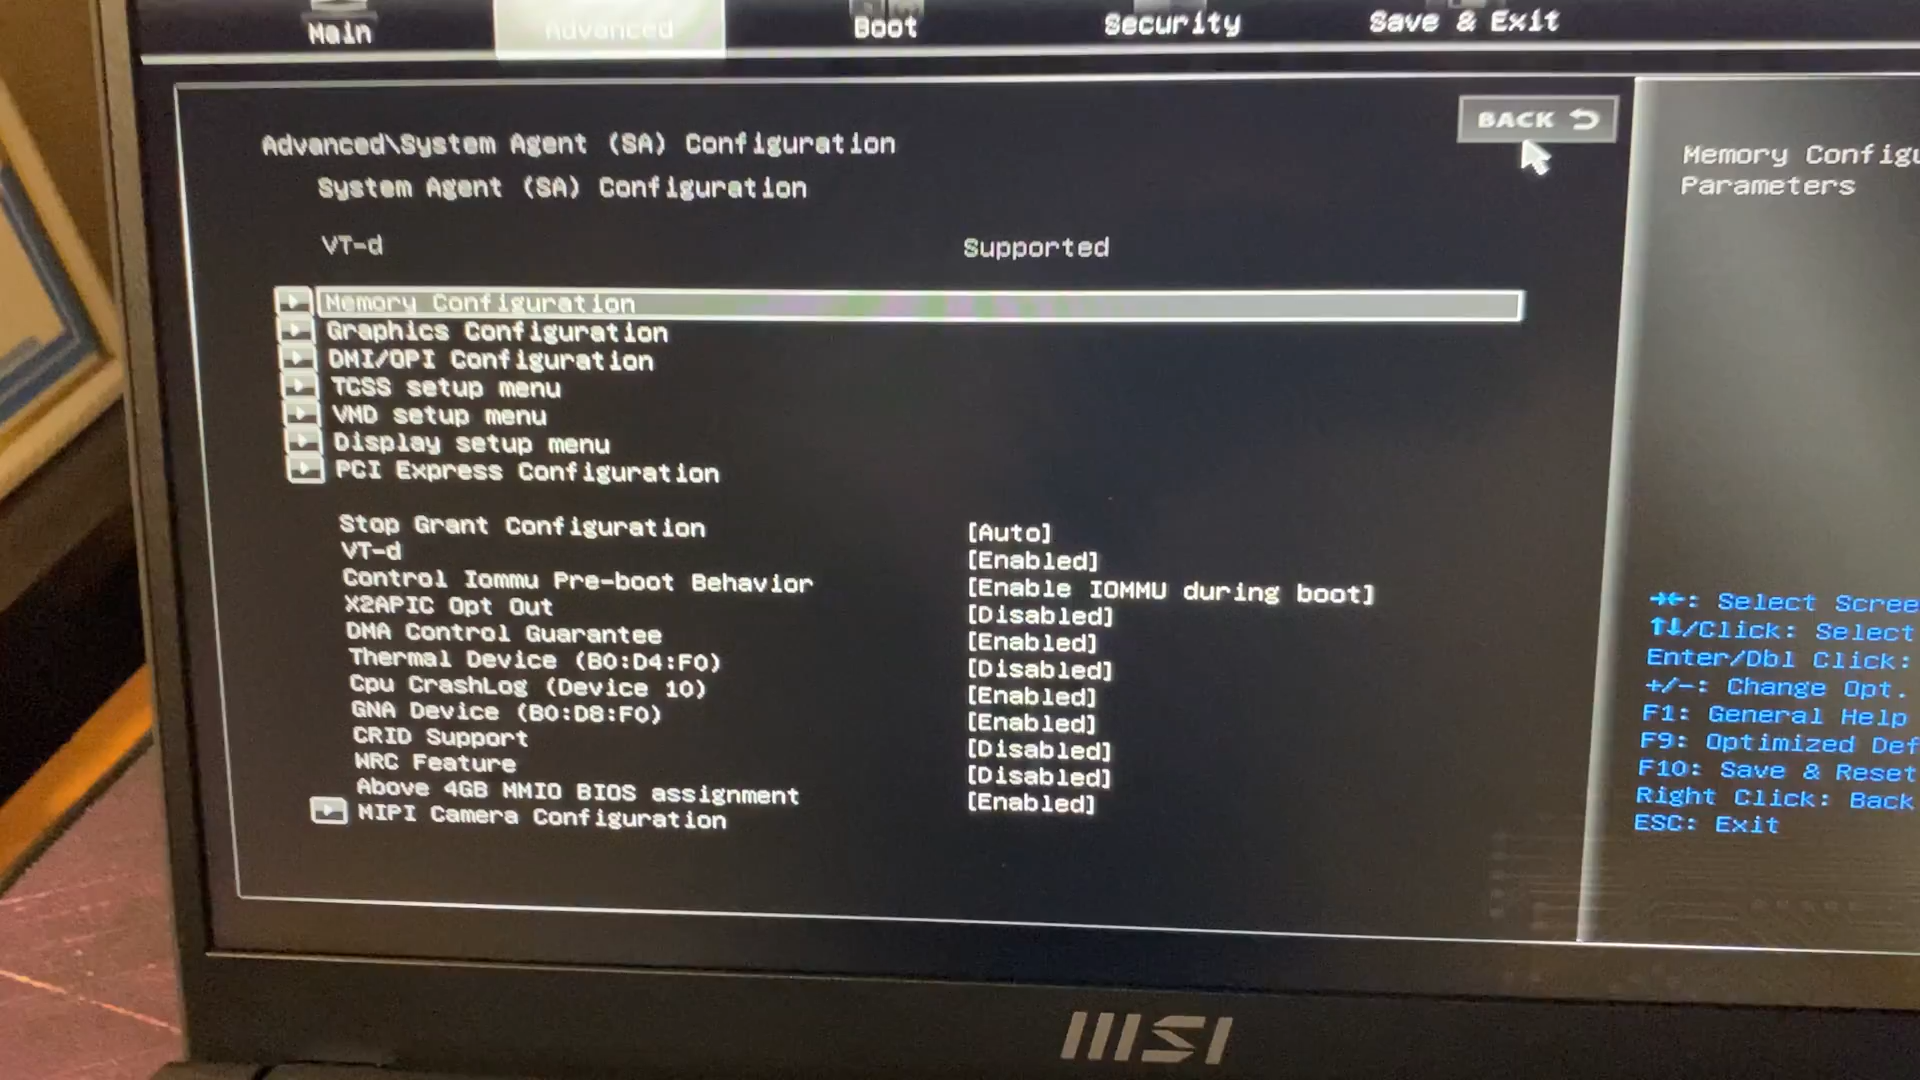 Main Advanced Boot Security Save & Exit
BACK
Advanced\System Agent (SA) Configuration
System Agent (SA) Configuration
VT-d Supported
Memory Configuration
Graphics Configuration
DMI/OPI Configuration
TCSS setup menu
VMD setup menu
Display setup menu
PCI Express Configuration
Stop Grant Configuration [Auto]
VT-d [Enabled]
Control Iommu Pre-boot Behavior [Enable IOMMU during boot]
X2APIC Opt Out [Disabled]
DMA Control Guarantee [Enabled]
Thermal Device (B0:D4:F0) [Disabled]
Cpu CrashLog (Device 10) [Enabled]
GNA Device (B0:D8:F0) [Enabled]
CRID Support [Disabled]
WRC Feature [Disabled]
Above 4GB MMIO BIOS assignment [Enabled]
MIPI Camera Configuration
Memory Configu
Parameters
→←: Select Scree
↑↓/Click: Select
Enter/Dbl Click:
+/-: Change Opt.
F1: General Help
F9: Optimized Def
F10: Save & Reset
Right Click: Back
ESC: Exit
msi